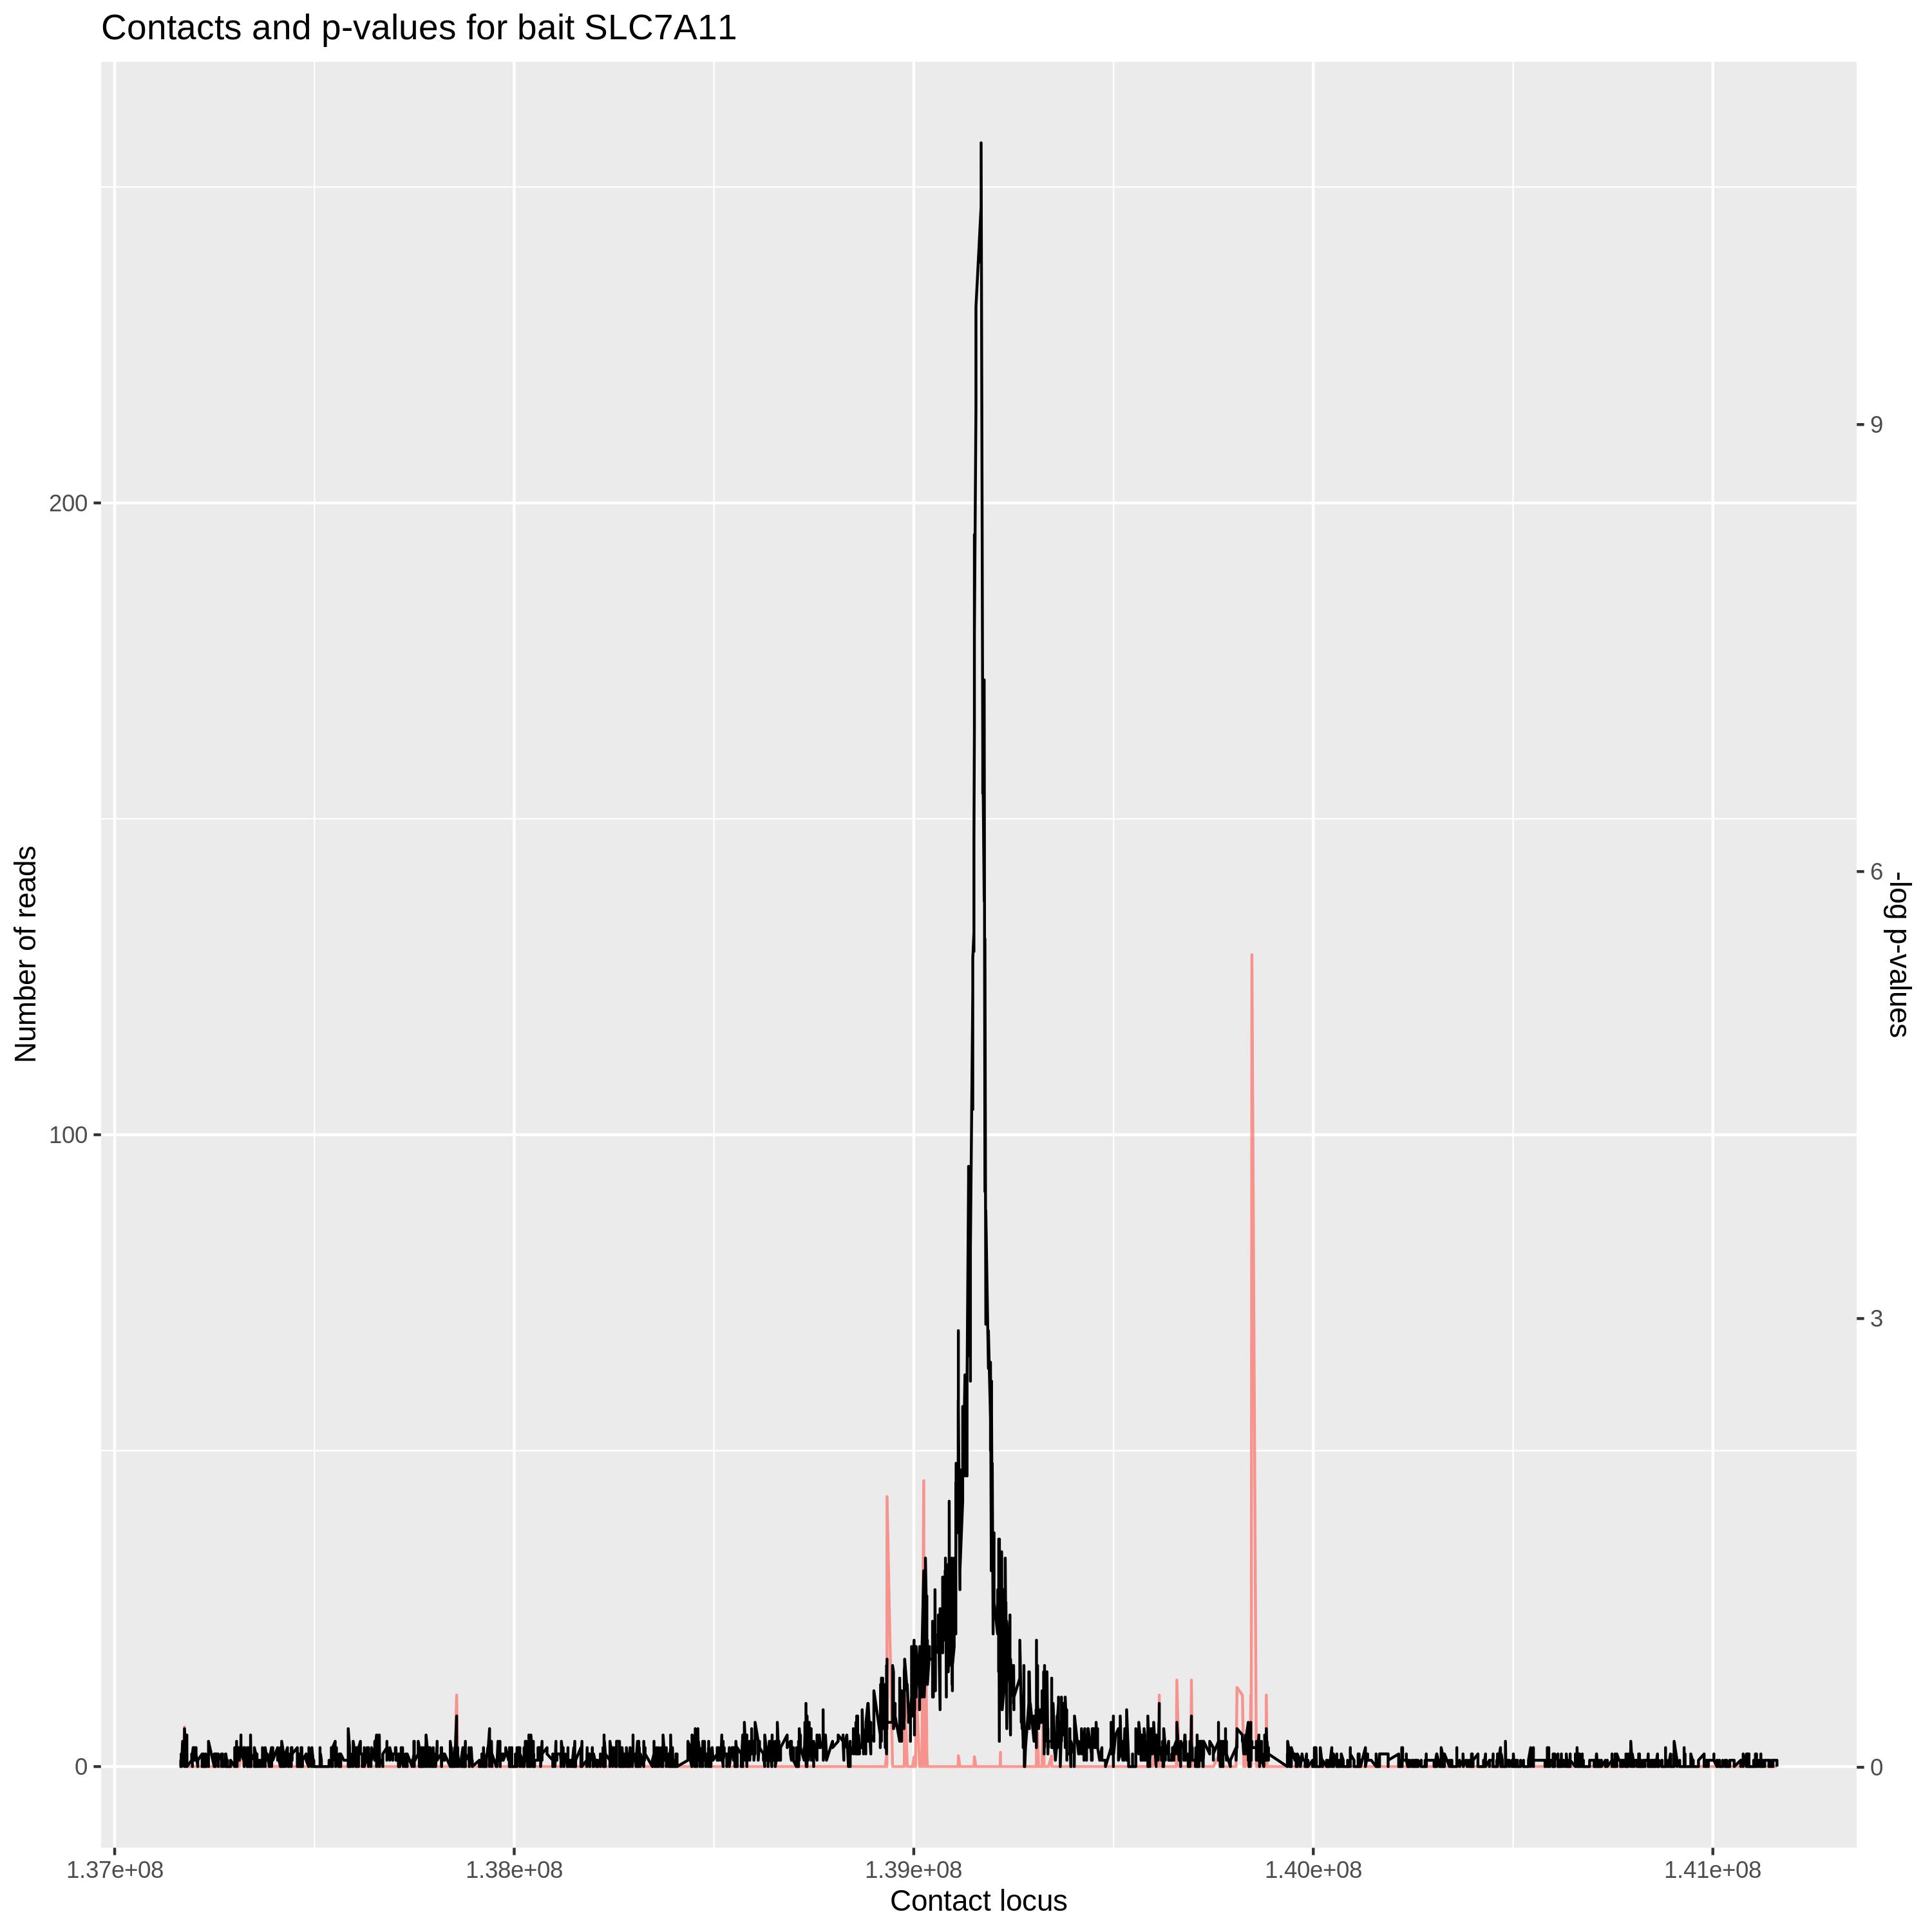 Contacts and p-values for bait SLC7A11
Number of reads
200
100
0
9
6
3
0
-log p-values
1.37e+08
1.38e+08
1.39e+08
1.40e+08
1.41e+08
Contact locus